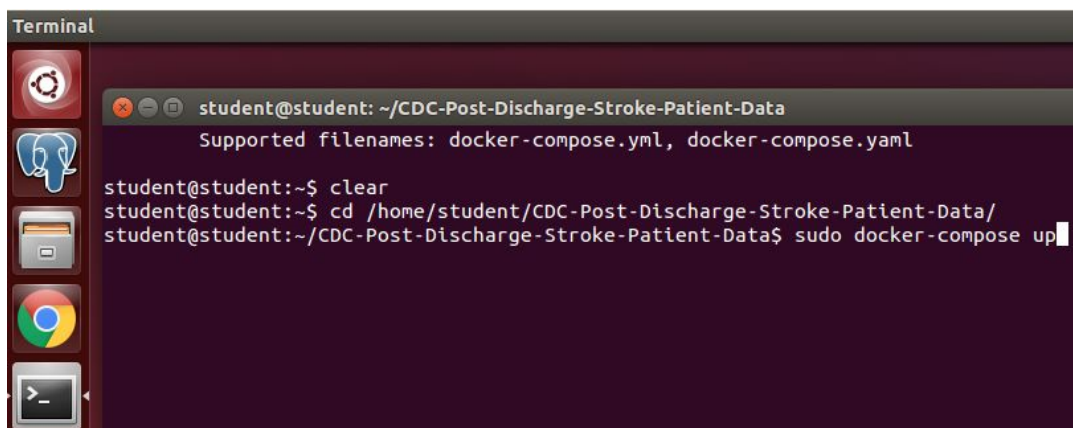 Terminal
student@student: ~/CDC-Post-Discharge-Stroke-Patient-Data
Supported filenames: docker-compose.yml, docker-compose.yaml
student@student:~$ clear
student@student:~$ cd /home/student/CDC-Post-Discharge-Stroke-Patient-Data/
student@student:~/CDC-Post-Discharge-Stroke-Patient-Data$ sudo docker-compose up
>_